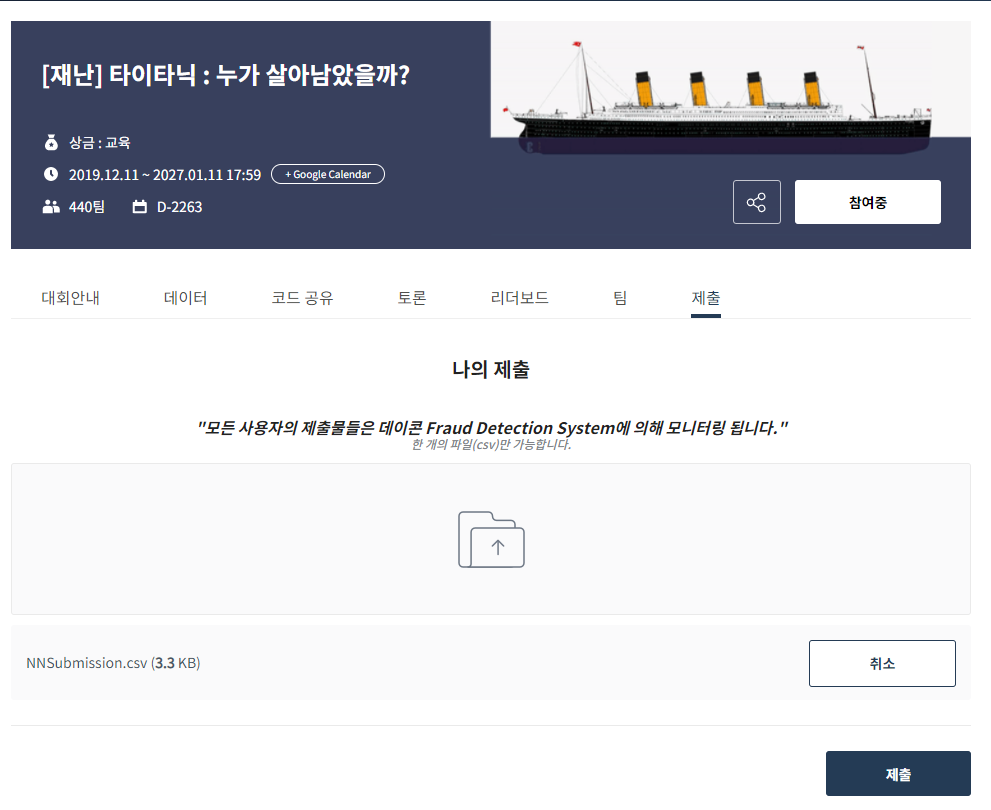 [재난] 타이타닉 : 누가 살아남았을까?
상금 : 교육
2019.12.11 ~ 2027.01.11 17:59 + Google Calendar
440팀 D-2263
참여중
대회안내 데이터 코드 공유 토론 리더보드 팀 제출
나의 제출
"모든 사용자의 제출물들은 데이콘 Fraud Detection System에 의해 모니터링 됩니다."
한 개의 파일(csv)만 가능합니다.
NNSubmission.csv (3.3 KB)
취소
제출